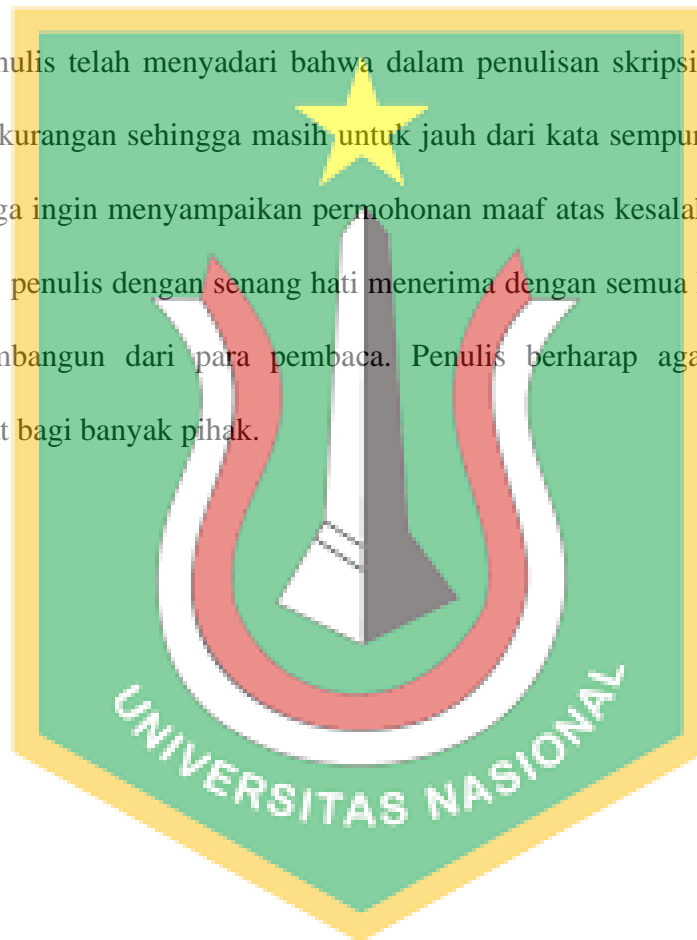 nulis telah menyadari bahwa dalam penulisan skripsi
kurangan sehingga masih untuk jauh dari kata sempur
ga ingin menyampaikan permohonan maaf atas kesalal
penulis dengan senang hati menerima dengan semua
mbangun dari para pembaca. Penulis berharap aga
t bagi banyak pihak.
UNIVERSITAS NASIONAL